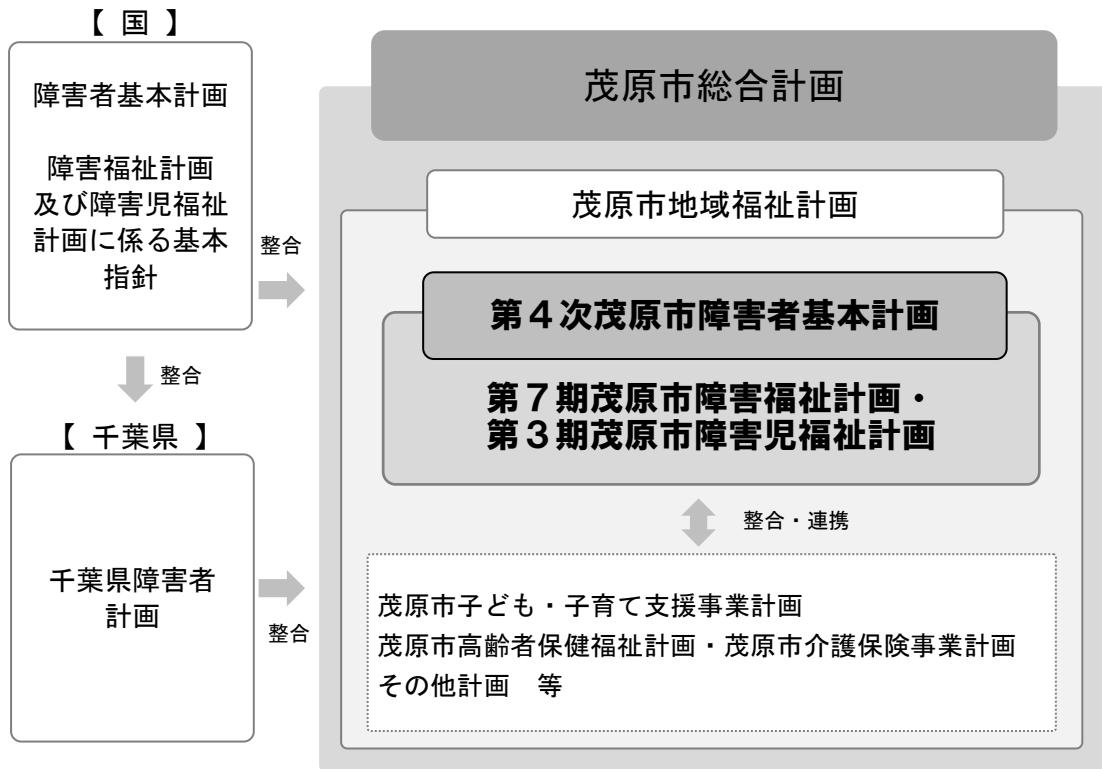 【 国 】
障害者基本計画
障害福祉計画
及び障害児福祉
計画に係る基本
指針
整合
整合
【 千葉県 】
千葉県障害者
計画
整合
茂原市総合計画
茂原市地域福祉計画
第４次茂原市障害者基本計画
第７期茂原市障害福祉計画・
第３期茂原市障害児福祉計画
整合・連携
茂原市子ども・子育て支援事業計画
茂原市高齢者保健福祉計画・茂原市介護保険事業計画
その他計画　等